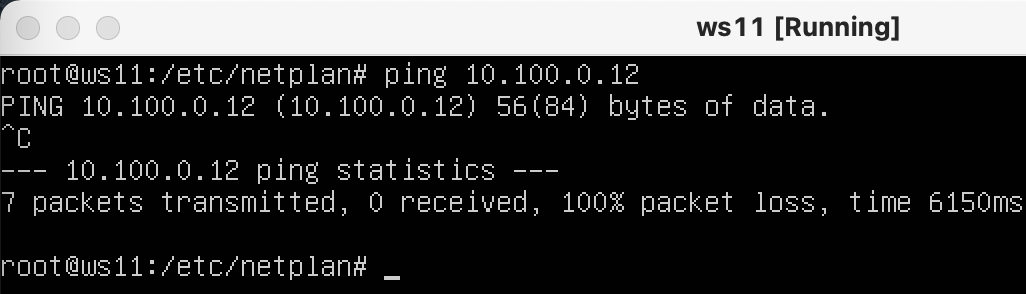 ws11 [Running]
root@ws11:/etc/netplan# ping 10.100.0.12
PING 10.100.0.12 (10.100.0.12) 56(84) bytes of data.
^C
--- 10.100.0.12 ping statistics ---
7 packets transmitted, 0 received, 100% packet loss, time 6150ms
root@ws11:/etc/netplan# _